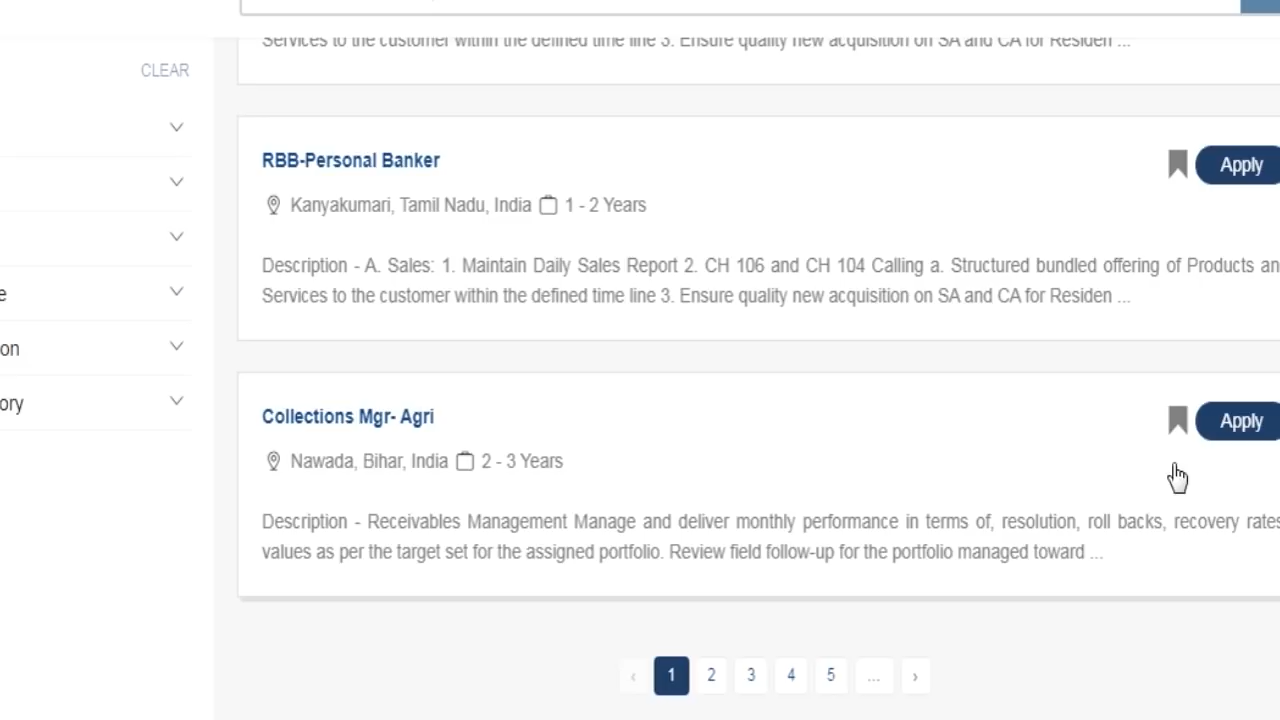 Services to the customer within the defined time line 3. Ensure quality new acquisition on SA and CA for Residen ...
CLEAR
RBB-Personal Banker
Apply
Kanyakumari, Tamil Nadu, India 1 - 2 Years
Description - A. Sales: 1. Maintain Daily Sales Report 2. CH 106 and CH 104 Calling a. Structured bundled offering of Products an
Services to the customer within the defined time line 3. Ensure quality new acquisition on SA and CA for Residen ...
e
on
ory
Collections Mgr- Agri
Apply
Nawada, Bihar, India 2 - 3 Years
Description - Receivables Management Manage and deliver monthly performance in terms of, resolution, roll backs, recovery rates
values as per the target set for the assigned portfolio. Review field follow-up for the portfolio managed toward ...
‹ 1 2 3 4 5 ... ›